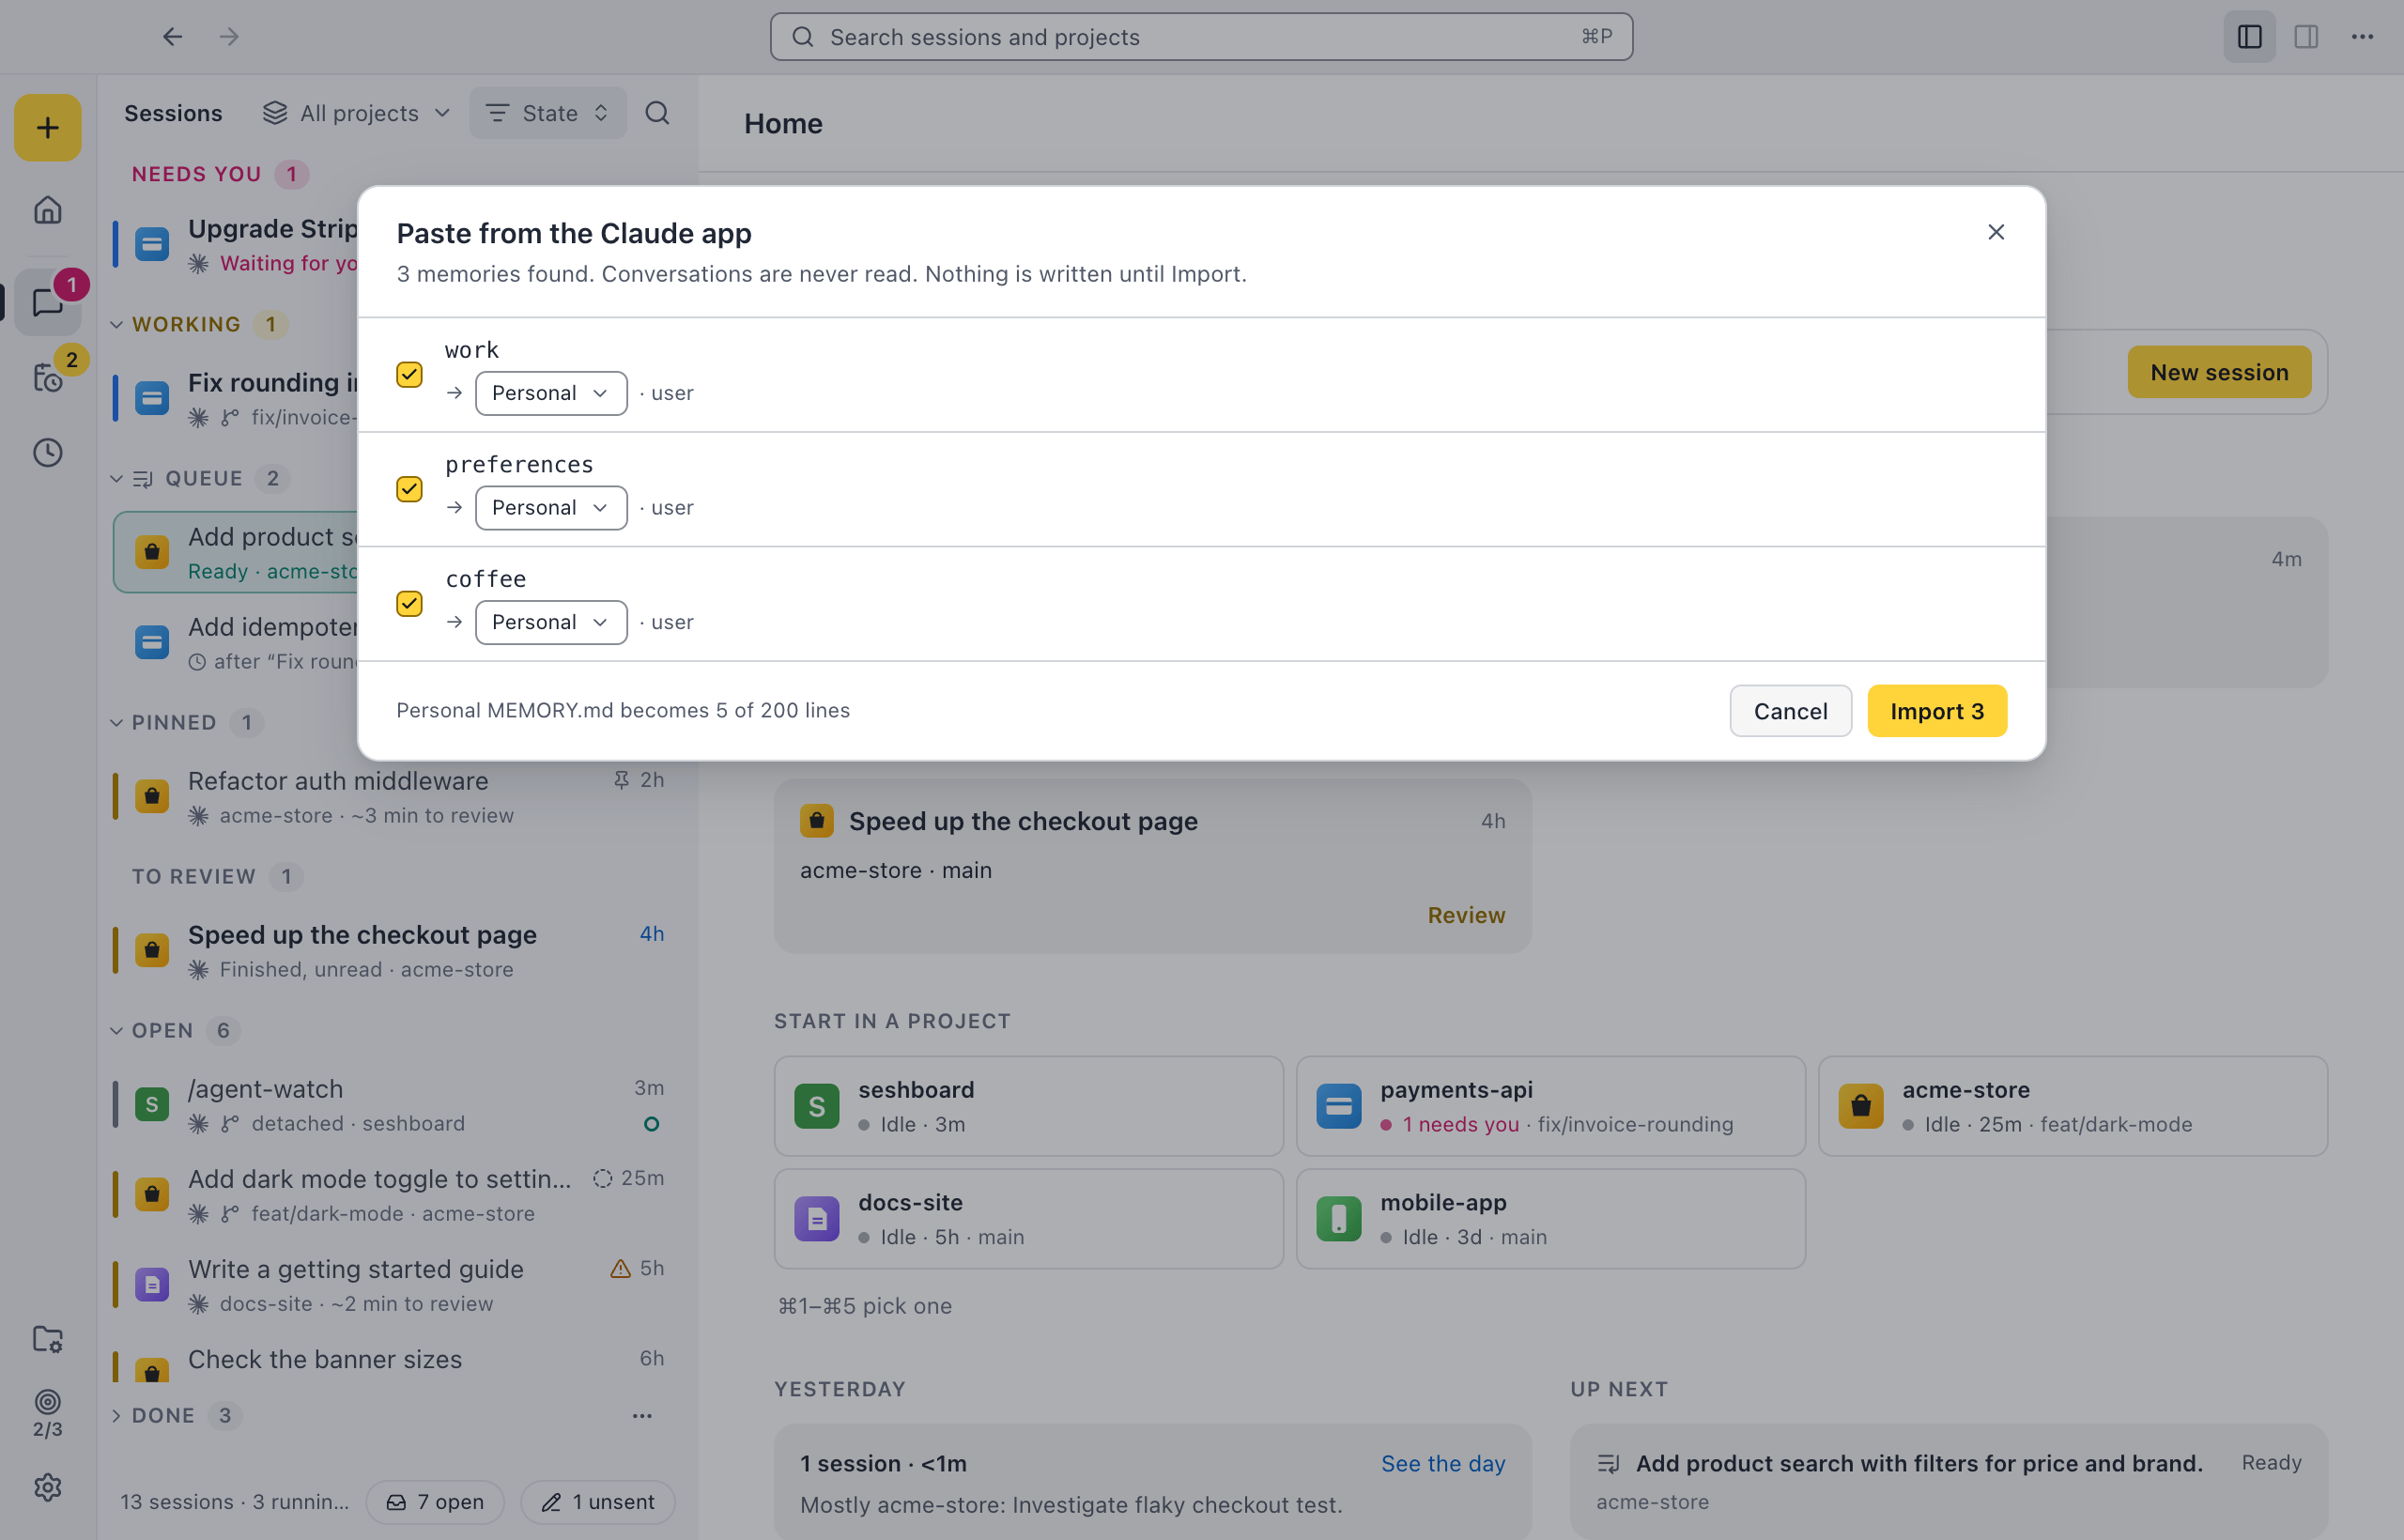 Search sessions and projects ⌘P
Sessions All projects State
Home
NEEDS YOU 1
Upgrade Strip
Waiting for yo
1
WORKING 1
2
Fix rounding i
fix/invoice-
QUEUE 2
Add product se
Ready · acme-sto
Add idempoten
after “Fix roun
PINNED 1
Refactor auth middleware 2h
acme-store · ~3 min to review
TO REVIEW 1
Speed up the checkout page 4h
Finished, unread · acme-store
OPEN 6
S
/agent-watch 3m
detached · seshboard
Add dark mode toggle to settin... 25m
feat/dark-mode · acme-store
Write a getting started guide 5h
docs-site · ~2 min to review
Check the banner sizes 6h
DONE 3
2/3
13 sessions · 3 runnin... 7 open 1 unsent
Paste from the Claude app
3 memories found. Conversations are never read. Nothing is written until Import.
work
→ Personal · user
preferences
→ Personal · user
coffee
→ Personal · user
Personal MEMORY.md becomes 5 of 200 lines
Cancel Import 3
New session
4m
Speed up the checkout page 4h
acme-store · main
Review
START IN A PROJECT
S
seshboard
Idle · 3m
payments-api
1 needs you · fix/invoice-rounding
acme-store
Idle · 25m · feat/dark-mode
docs-site
Idle · 5h · main
mobile-app
Idle · 3d · main
⌘1–⌘5 pick one
YESTERDAY
1 session · <1m See the day
Mostly acme-store: Investigate flaky checkout test.
UP NEXT
Add product search with filters for price and brand. Ready
acme-store